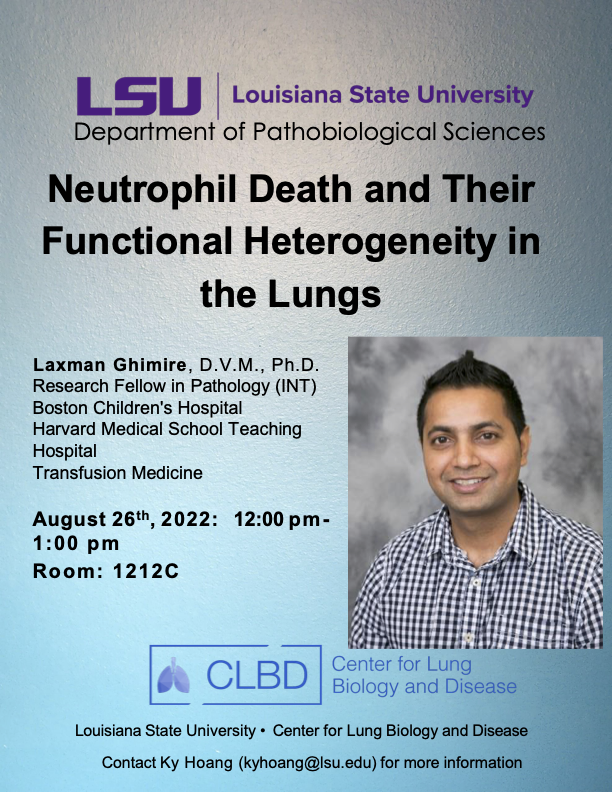 LSU Louisiana State University
Department of Pathobiological Sciences
Neutrophil Death and Their
Functional Heterogeneity in
the Lungs
Laxman Ghimire, D.V.M., Ph.D.
Research Fellow in Pathology (INT)
Boston Children's Hospital
Harvard Medical School Teaching
Hospital
Transfusion Medicine
August 26th, 2022: 12:00 pm-
1:00 pm
Room: 1212C
CLBD
Center for Lung
Biology and Disease
Louisiana State University • Center for Lung Biology and Disease
Contact Ky Hoang (kyhoang@lsu.edu) for more information